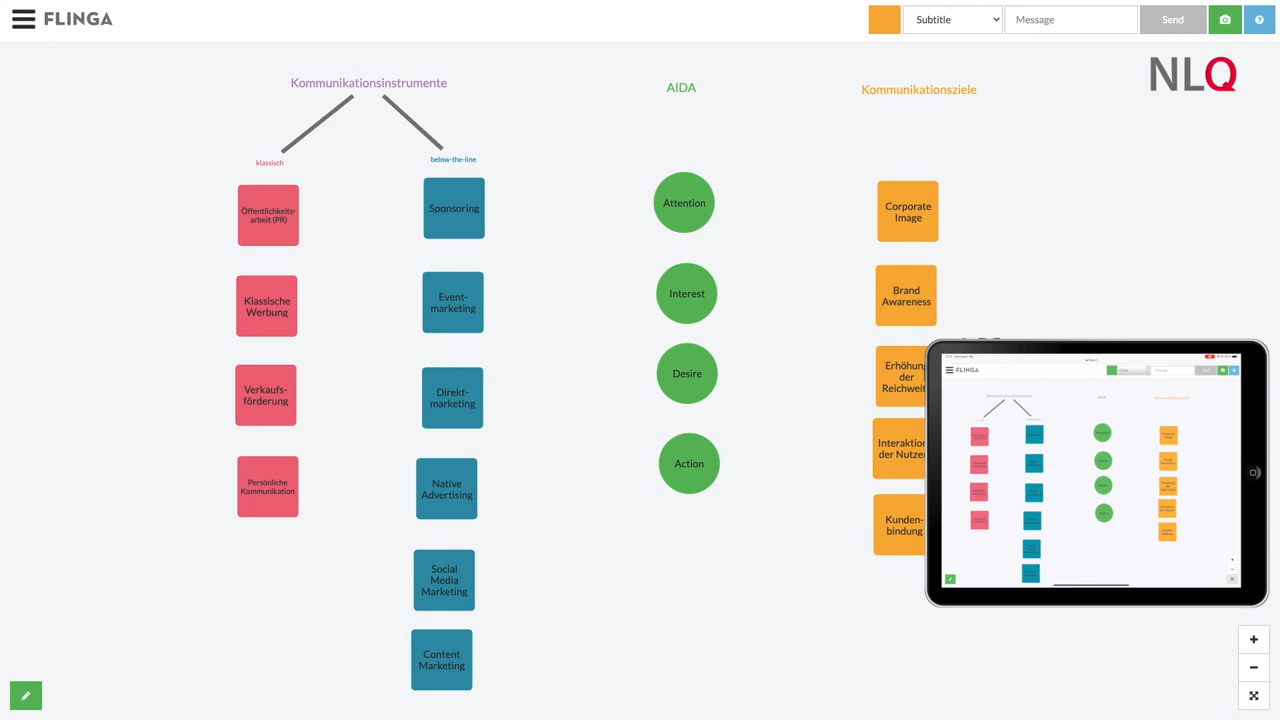 FLINGA
Subtitle
Message
Send
NLQ
Kommunikationsinstrumente
AIDA
Kommunikationsziele
klassisch
below-the-line
Öffentlichkeits-
arbeit (PR)
Klassische
Werbung
Verkaufs-
förderung
Persönliche
Kommunikation
Sponsoring
Event-
marketing
Direkt-
marketing
Native
Advertising
Social
Media
Marketing
Content
Marketing
Attention
Interest
Desire
Action
Corporate
Image
Brand
Awareness
Erhöhung
der
Reichweit
Interaktion
der Nutzer
Kunden-
bindung
FLINGA